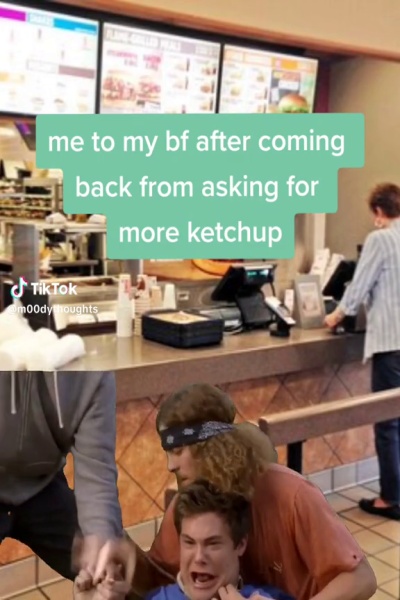 FLAME-GRILLED MEALS
me to my bf after coming
back from asking for
more ketchup
TikTok
@m00dythoughts